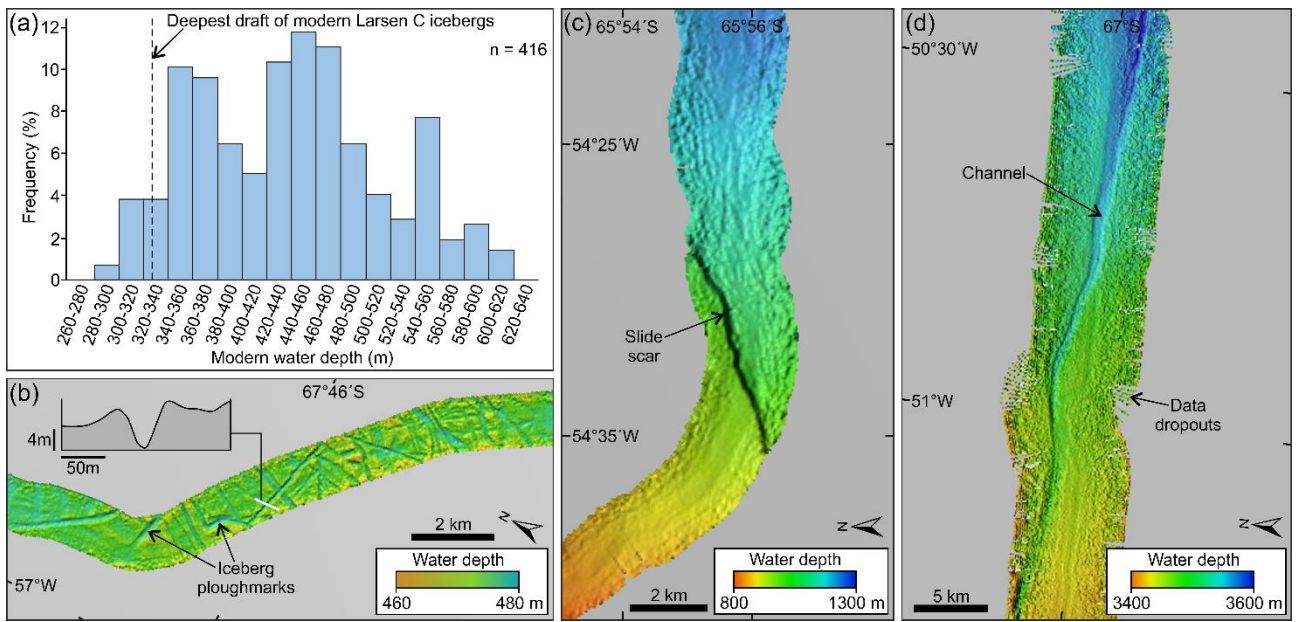 (a)
Deepest draft of modern Larsen C icebergs
n = 416
12
10
8
6
4
2
0
Frequency (%)
260-280
280-300
300-320
320-340
340-360
360-380
380-400
400-420
420-440
440-460
460-480
480-500
500-520
520-540
540-560
560-580
580-600
600-620
620-640
Modern water depth (m)
(b)
67°46´S
4m
50m
Iceberg
ploughmarks
57°W
2 km
N
Water depth
460 480 m
(c)
65°54´S 65°56´S
54°25´W
Slide
scar
54°35´W
N
2 km
Water depth
800 1300 m
(d)
67°S
50°30´W
Channel
51°W
Data
dropouts
N
5 km
Water depth
3400 3600 m